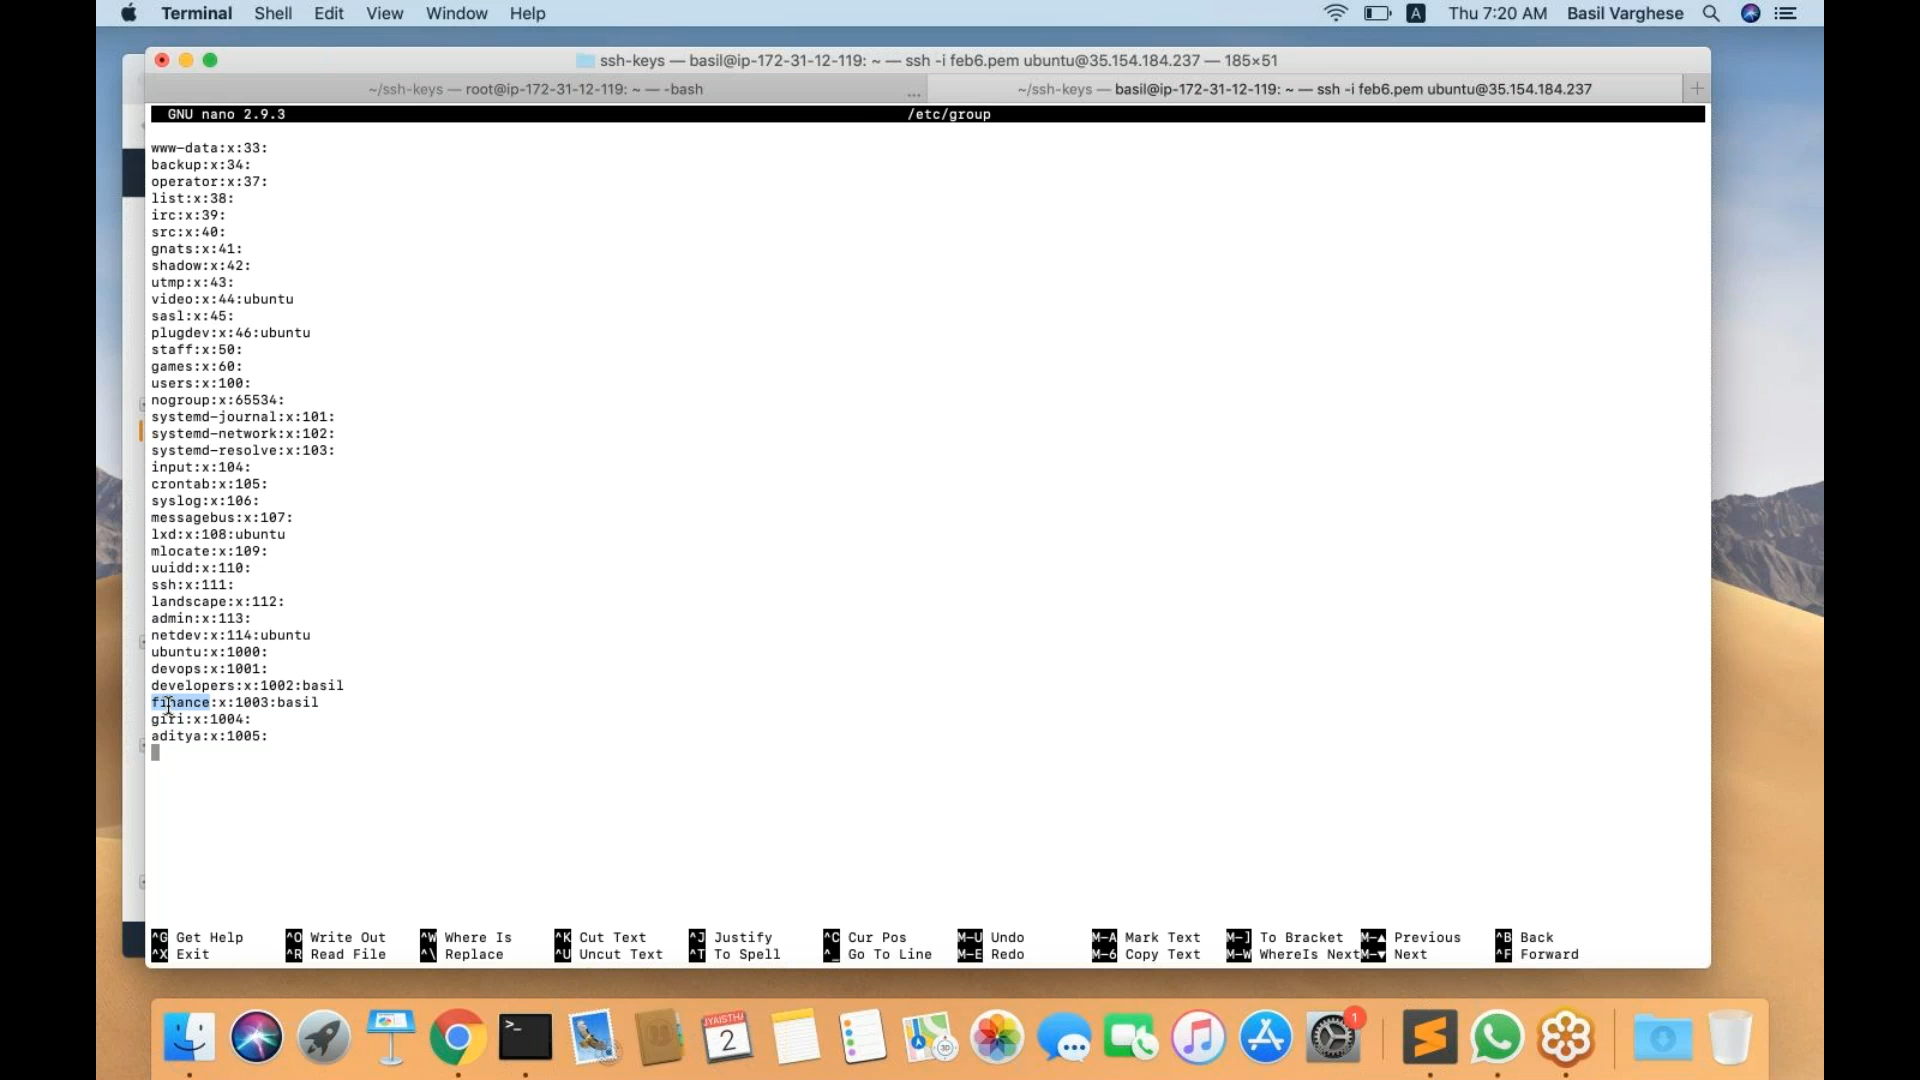 Terminal Shell Edit View Window Help A Thu 7:20 AM Basil Varghese
ssh-keys — basil@ip-172-31-12-119: ~ — ssh -i feb6.pem ubuntu@35.154.184.237 — 185×51
~/ssh-keys — root@ip-172-31-12-119: ~ — -bash ... ~/ssh-keys — basil@ip-172-31-12-119: ~ — ssh -i feb6.pem ubuntu@35.154.184.237 +
GNU nano 2.9.3 /etc/group
www-data:x:33:
backup:x:34:
operator:x:37:
list:x:38:
irc:x:39:
src:x:40:
gnats:x:41:
shadow:x:42:
utmp:x:43:
video:x:44:ubuntu
sasl:x:45:
plugdev:x:46:ubuntu
staff:x:50:
games:x:60:
users:x:100:
nogroup:x:65534:
systemd-journal:x:101:
systemd-network:x:102:
systemd-resolve:x:103:
input:x:104:
crontab:x:105:
syslog:x:106:
messagebus:x:107:
lxd:x:108:ubuntu
mlocate:x:109:
uuidd:x:110:
ssh:x:111:
landscape:x:112:
admin:x:113:
netdev:x:114:ubuntu
ubuntu:x:1000:
devops:x:1001:
developers:x:1002:basil
finance:x:1003:basil
giri:x:1004:
aditya:x:1005:
^G Get Help ^O Write Out ^W Where Is ^K Cut Text ^J Justify ^C Cur Pos M-U Undo M-A Mark Text M-] To Bracket M-▲ Previous ^B Back
^X Exit ^R Read File ^\ Replace ^U Uncut Text ^T To Spell ^_ Go To Line M-E Redo M-6 Copy Text M-W WhereIs Next M-▼ Next ^F Forward
>_
JYAISTHA
2
3D
1